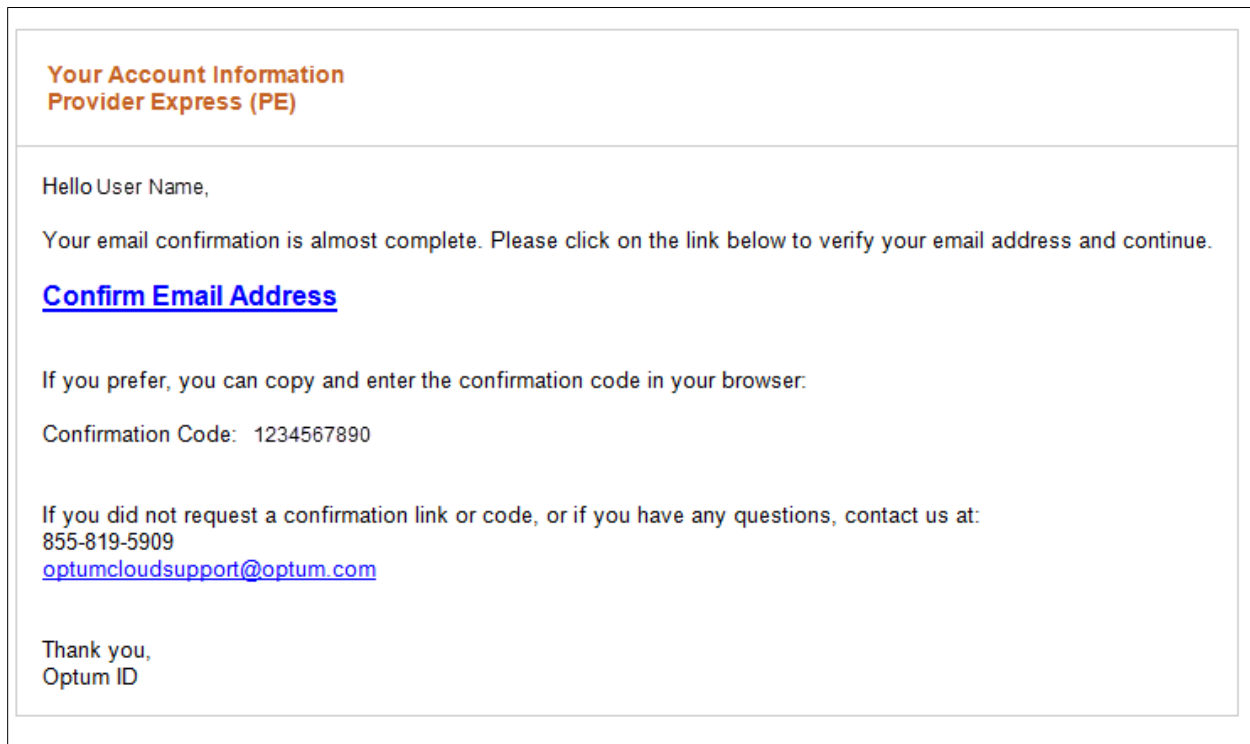 Your Account Information
Provider Express (PE)
Hello User Name,
Your email confirmation is almost complete. Please click on the link below to verify your email address and continue.
Confirm Email Address
If you prefer, you can copy and enter the confirmation code in your browser:
Confirmation Code: 1234567890
If you did not request a confirmation link or code, or if you have any questions, contact us at:
855-819-5909
optumcloudsupport@optum.com
Thank you,
Optum ID